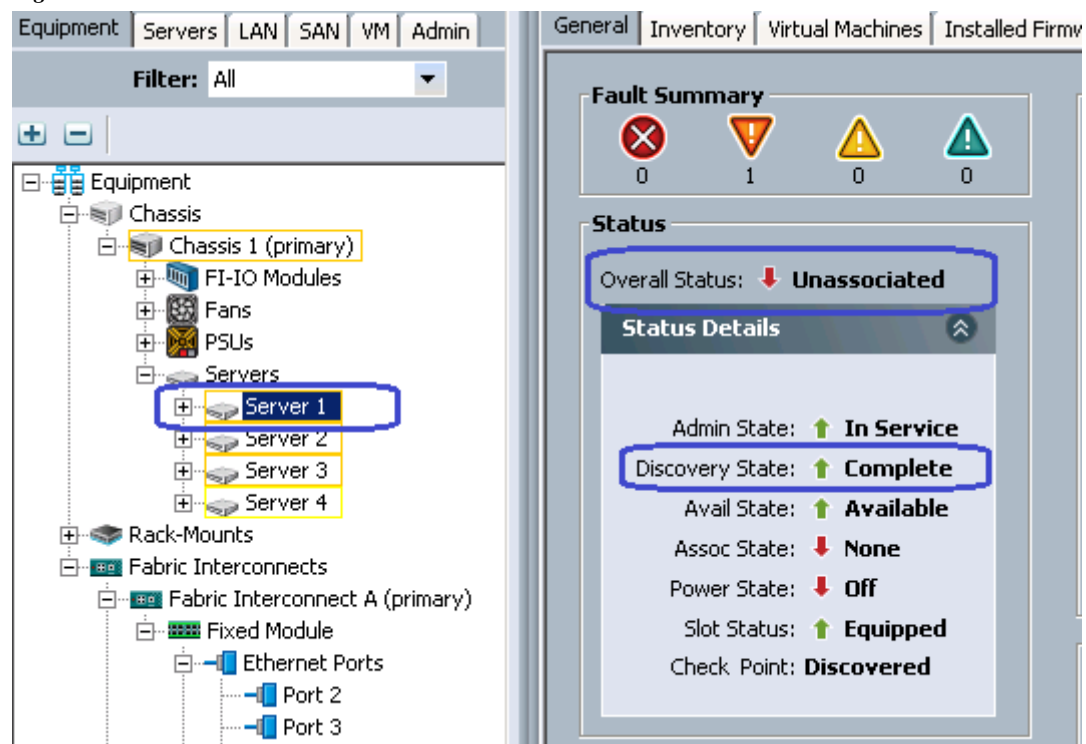 Equipment Servers LAN SAN VM Admin
Filter: All
Equipment
Chassis
Chassis 1 (primary)
FI-IO Modules
Fans
PSUs
Servers
Server 1
Server 2
Server 3
Server 4
Rack-Mounts
Fabric Interconnects
Fabric Interconnect A (primary)
Fixed Module
Ethernet Ports
Port 2
Port 3
General Inventory Virtual Machines Installed Firmw
Fault Summary
0 1 0 0
Status
Overall Status: Unassociated
Status Details
Admin State: In Service
Discovery State: Complete
Avail State: Available
Assoc State: None
Power State: Off
Slot Status: Equipped
Check Point: Discovered